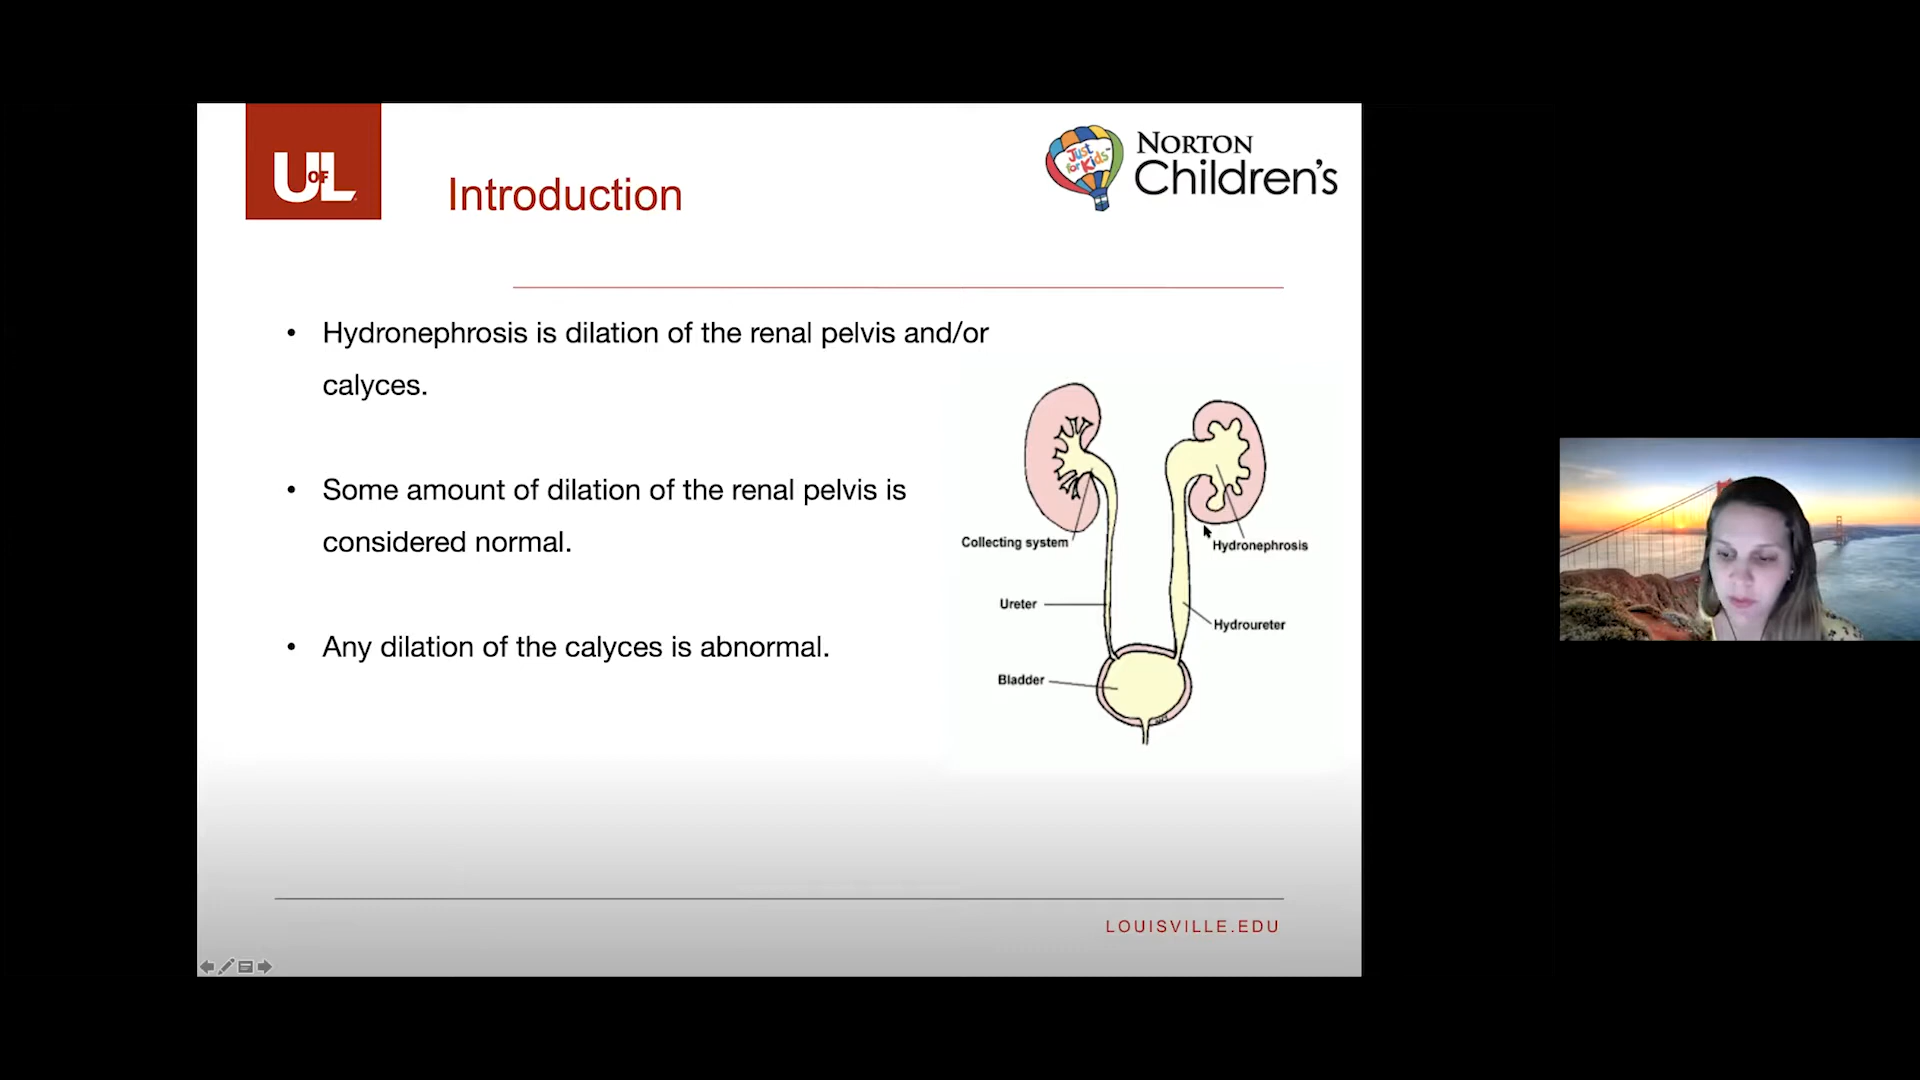 UofL
Introduction
Just
for Kids
NORTON
Children's
• Hydronephrosis is dilation of the renal pelvis and/or
calyces.
• Some amount of dilation of the renal pelvis is
considered normal.
• Any dilation of the calyces is abnormal.
Collecting system
Hydronephrosis
Ureter
Hydroureter
Bladder
LOUISVILLE.EDU